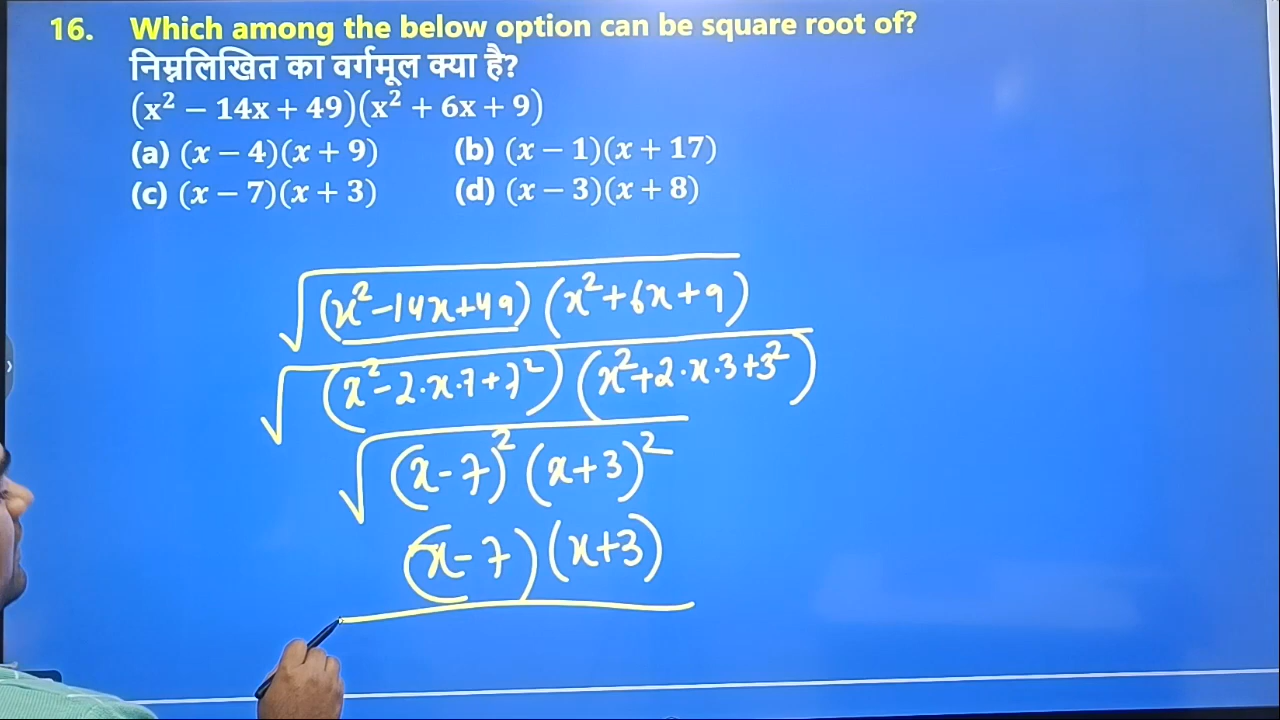 16. Which among the below option can be square root of?
निम्नलिखित का वर्गमूल क्या है?
(x² − 14x + 49)(x² + 6x + 9)
(a) (x − 4)(x + 9) (b) (x − 1)(x + 17)
(c) (x − 7)(x + 3) (d) (x − 3)(x + 8)
√(x²-14x+49)(x²+6x+9)
√(x²-2·x·7+7²)(x²+2·x·3+3²)
√(x-7)²(x+3)²
(x-7)(x+3)